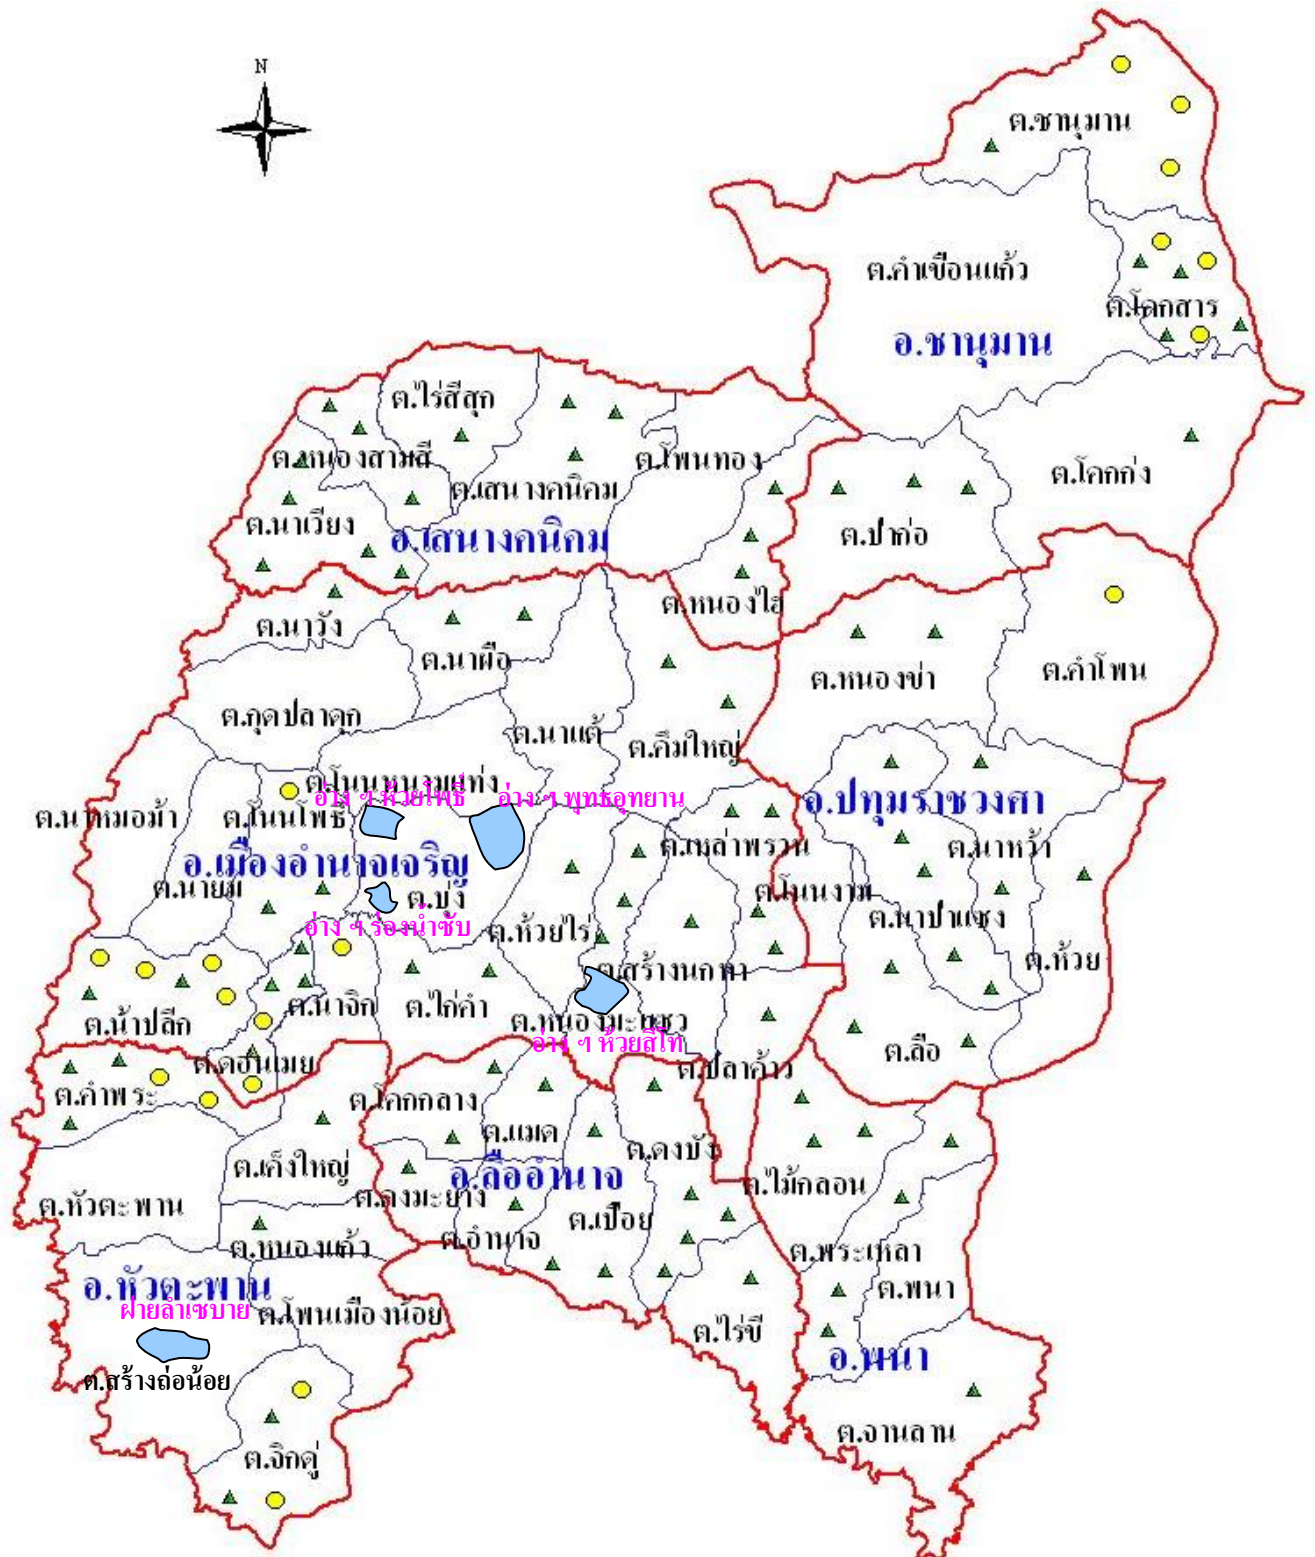 N
ต.ชานุมาน
ต.คำเขื่อนแก้ว
ต.โคกสาร
อ.ชานุมาน
ต.ไร่สีสุก
ต.หนองสามสี
ต.โพนทอง
ต.โคกก่ง
ต.เสนางคนิคม
ต.นาเวียง
อ.เสนางคนิคม
ต.ป่าก่อ
ต.หนองไฮ
ต.นาวัง
ต.นาผือ
ต.หนองข่า
ต.คำโพน
ต.กุดปลาดุก
ต.นาแต้
ต.คึมใหญ่
ต.โนนหนามแท่ง
อ่าง ฯ ห้วยโพธิ์
อ่าง ฯ พุทธอุทยาน
อ.ปทุมราชวงศา
ต.นาหมอม้า
ต.โนนโพธิ์
ต.เหล่าพรวน
ต.นาหว้า
อ.เมืองอำนาจเจริญ
ต.นายม
ต.บุ่ง
ต.โนนงาม
ต.นาป่าแซง
อ่าง ฯ ร่องน้ำซับ
ต.ห้วยไร่
ต.สร้างนกทา
ต.ห้วย
ต.น้ำปลีก
ต.นาจิก
ต.ไก่คำ
ต.หนองมะแซว
อ่าง ฯ ห้วยสีโท
ต.ลือ
ต.ดอนเมย
ต.ปลาค้าว
ต.คำพระ
ต.โคกกลาง
ต.แมด
ต.ดงบัง
ต.เค็งใหญ่
อ.ลืออำนาจ
ต.ไม้กลอน
ต.หัวตะพาน
ต.ดงมะยาง
ต.เปือย
ต.หนองแก้ว
ต.อำนาจ
ต.พระเหลา
อ.หัวตะพาน
ต.พนา
ฝายลำเซบาย
ต.โพนเมืองน้อย
ต.ไร่ขี
อ.พนา
ต.สร้างถ่อน้อย
ต.จานลาน
ต.จิกดู่